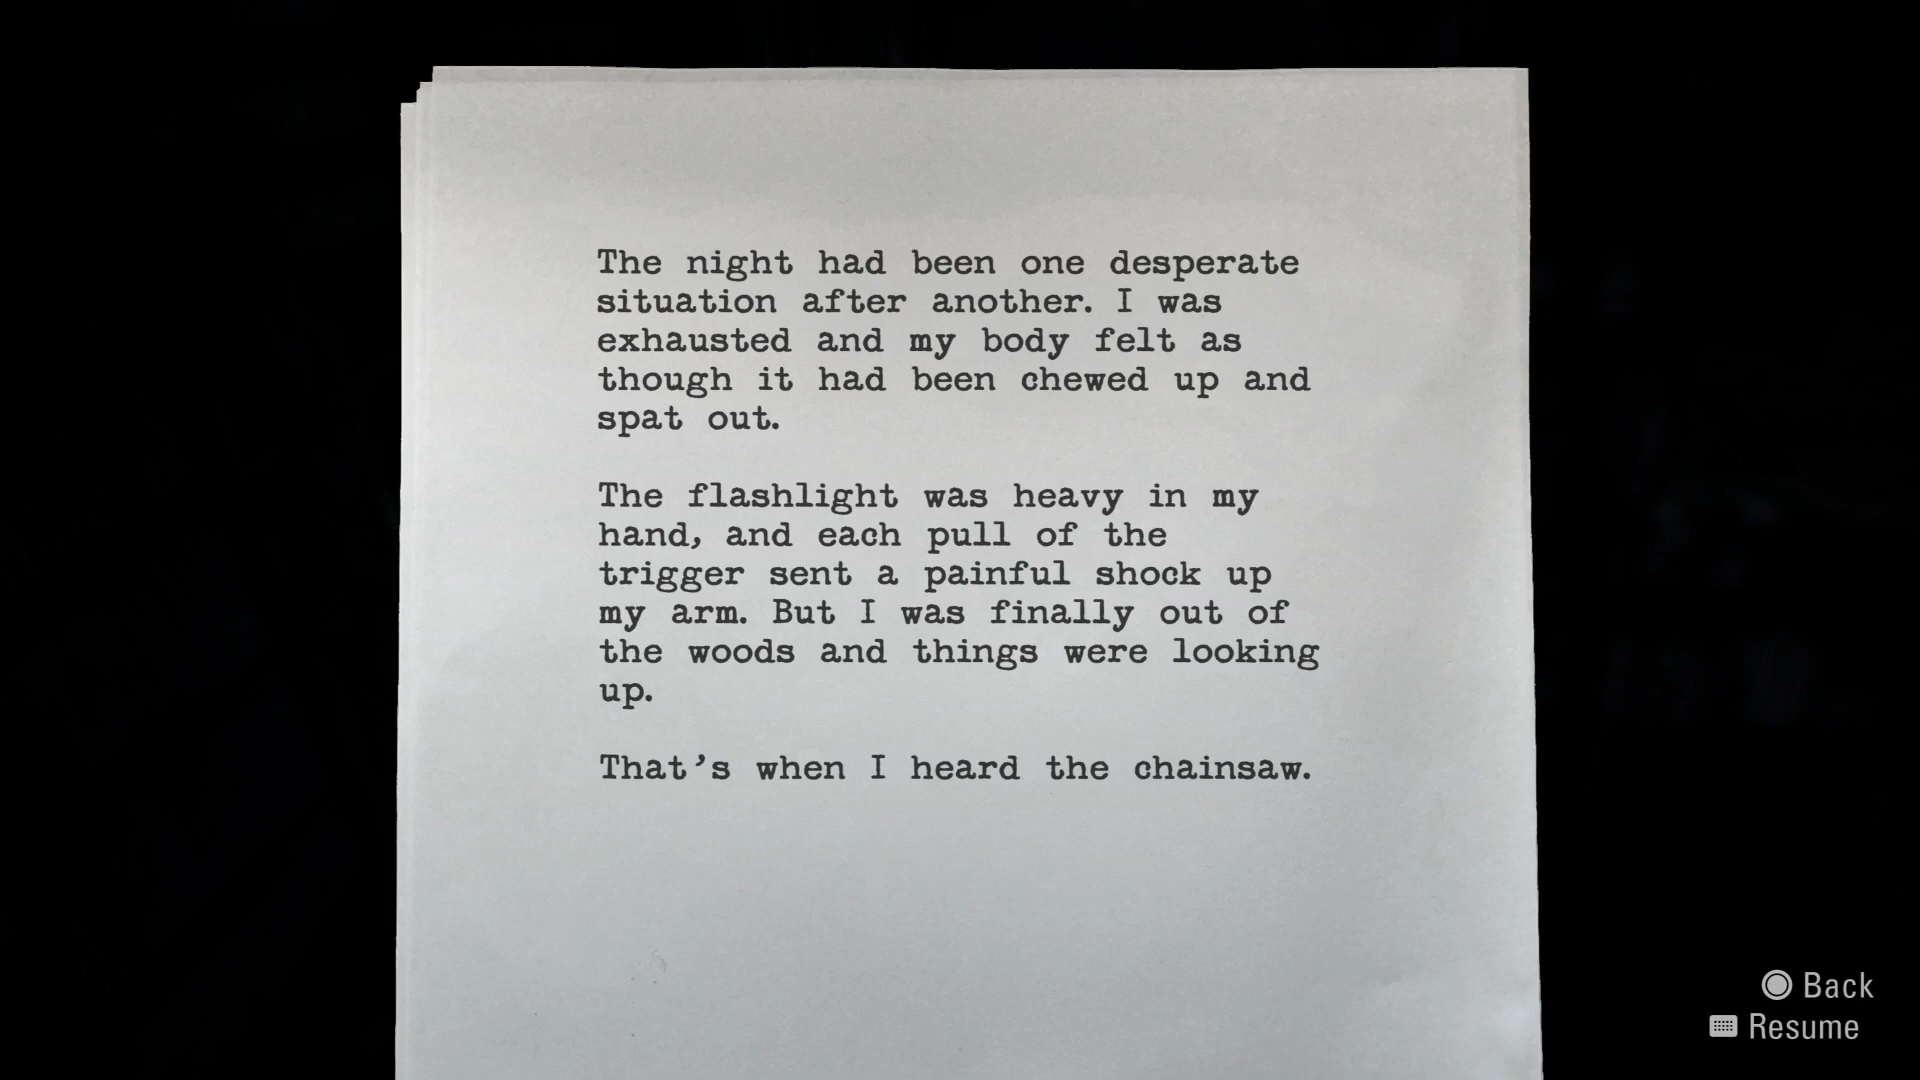 The night had been one desperate
situation after another. I was
exhausted and my body felt as
though it had been chewed up and
spat out.
The flashlight was heavy in my
hand, and each pull of the
trigger sent a painful shock up
my arm. But I was finally out of
the woods and things were looking
up.
That's when I heard the chainsaw.
Back
Resume